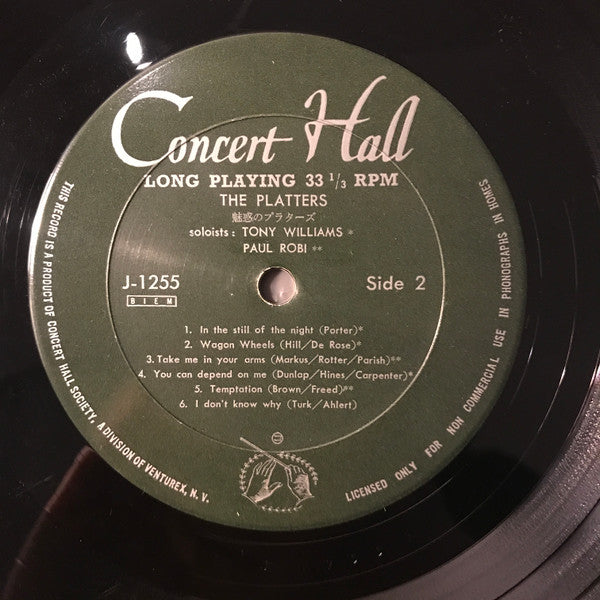 Concert Hall
LONG PLAYING 33 1/3 RPM
THE PLATTERS
魅惑のプラターズ
soloists: TONY WILLIAMS *
PAUL ROBI **
J-1255
Side 2
BIEM
1. In the still of the night (Porter)*
2. Wagon Wheels (Hill/De Rose)*
3. Take me in your arms (Markus/Rotter/Parish)**
4. You can depend on me (Dunlap/Hines/Carpenter)*
5. Temptation (Brown/Freed)**
6. I don't know why (Turk/Ahlert)
THIS RECORD IS A PRODUCT OF CONCERT HALL SOCIETY, A DIVISION OF VENTUREX, N. V.
LICENSED ONLY FOR NON COMMERCIAL USE IN PHONOGRAPHS IN HOMES